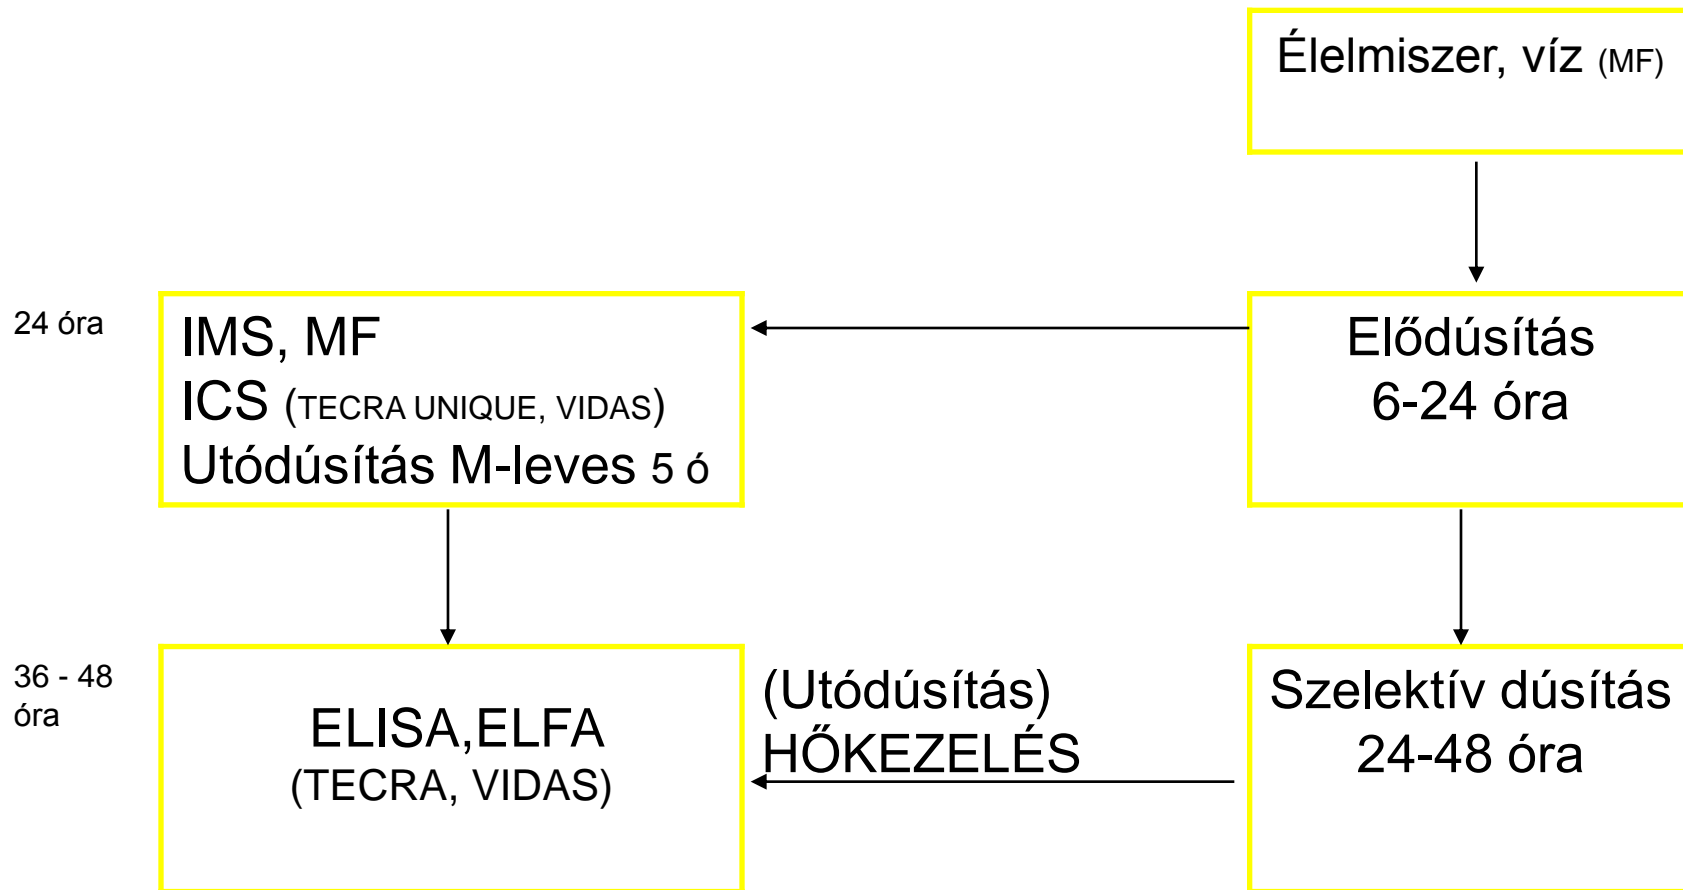 Élelmiszer, víz (MF)
24 óra
IMS, MF
ICS (TECRA UNIQUE, VIDAS)
Utódúsítás M-leves 5 ó
Elődúsítás
6-24 óra
36 - 48
óra
ELISA,ELFA
(TECRA, VIDAS)
(Utódúsítás)
HŐKEZELÉS
Szelektív dúsítás
24-48 óra